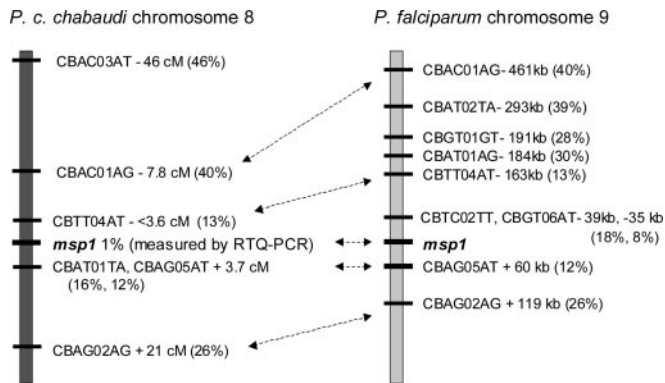 P. c. chabaudi chromosome 8
CBAC03AT - 46 cM (46%)
CBAC01AG - 7.8 cM (40%)
CBTT04AT - <3.6 cM (13%)
msp1 1% (measured by RTQ-PCR)
CBAT01TA, CBAG05AT + 3.7 cM
(16%, 12%)
CBAG02AG + 21 cM (26%)
P. falciparum chromosome 9
CBAC01AG- 461kb (40%)
CBAT02TA- 293kb (39%)
CBGT01GT- 191kb (28%)
CBAT01AG- 184kb (30%)
CBTT04AT- 163kb (13%)
CBTC02TT, CBGT06AT- 39kb, -35 kb
(18%, 8%)
msp1
CBAG05AT + 60 kb (12%)
CBAG02AG + 119 kb (26%)